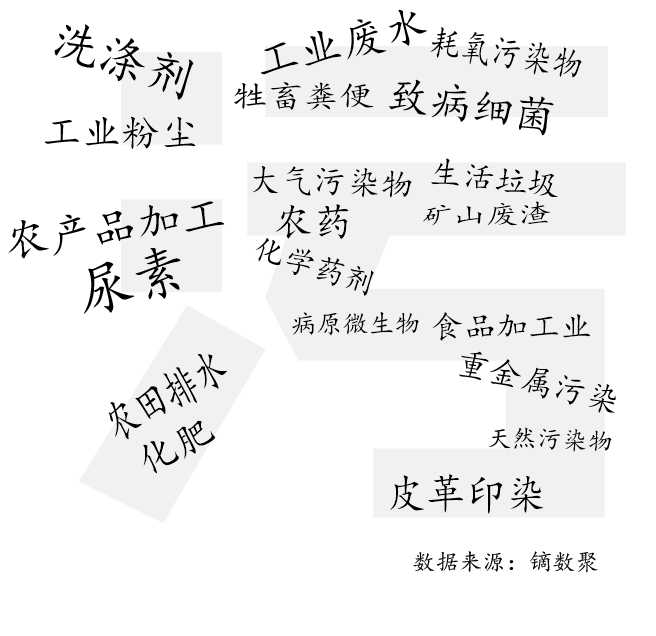 洗涤剂
工业废水
耗氧污染物
牲畜粪便
致病细菌
工业粉尘
大气污染物
生活垃圾
农药
矿山废渣
农产品加工
尿素
化学药剂
病原微生物
食品加工业
重金属污染
农田排水
化肥
天然污染物
皮革印染
数据来源：镝数聚